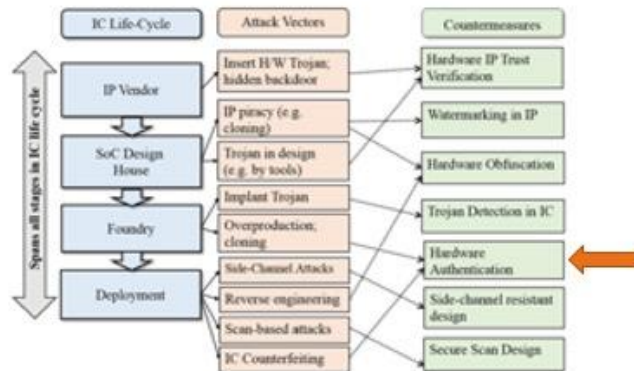 IC Life-Cycle
Attack Vectors
Countermeasures
Spans all stages in IC life cycle
IP Vendor
SoC Design
House
Foundry
Deployment
Insert H/W Trojan;
hidden backdoor
IP piracy (e.g.
cloning)
Trojan in design
(e.g. by tools)
Implant Trojan
Overproduction;
cloning
Side-Channel Attacks
Reverse engineering
Scan-based attacks
IC Counterfeiting
Hardware IP Trust
Verification
Watermarking in IP
Hardware Obfuscation
Trojan Detection in IC
Hardware
Authentication
Side-channel resistant
design
Secure Scan Design